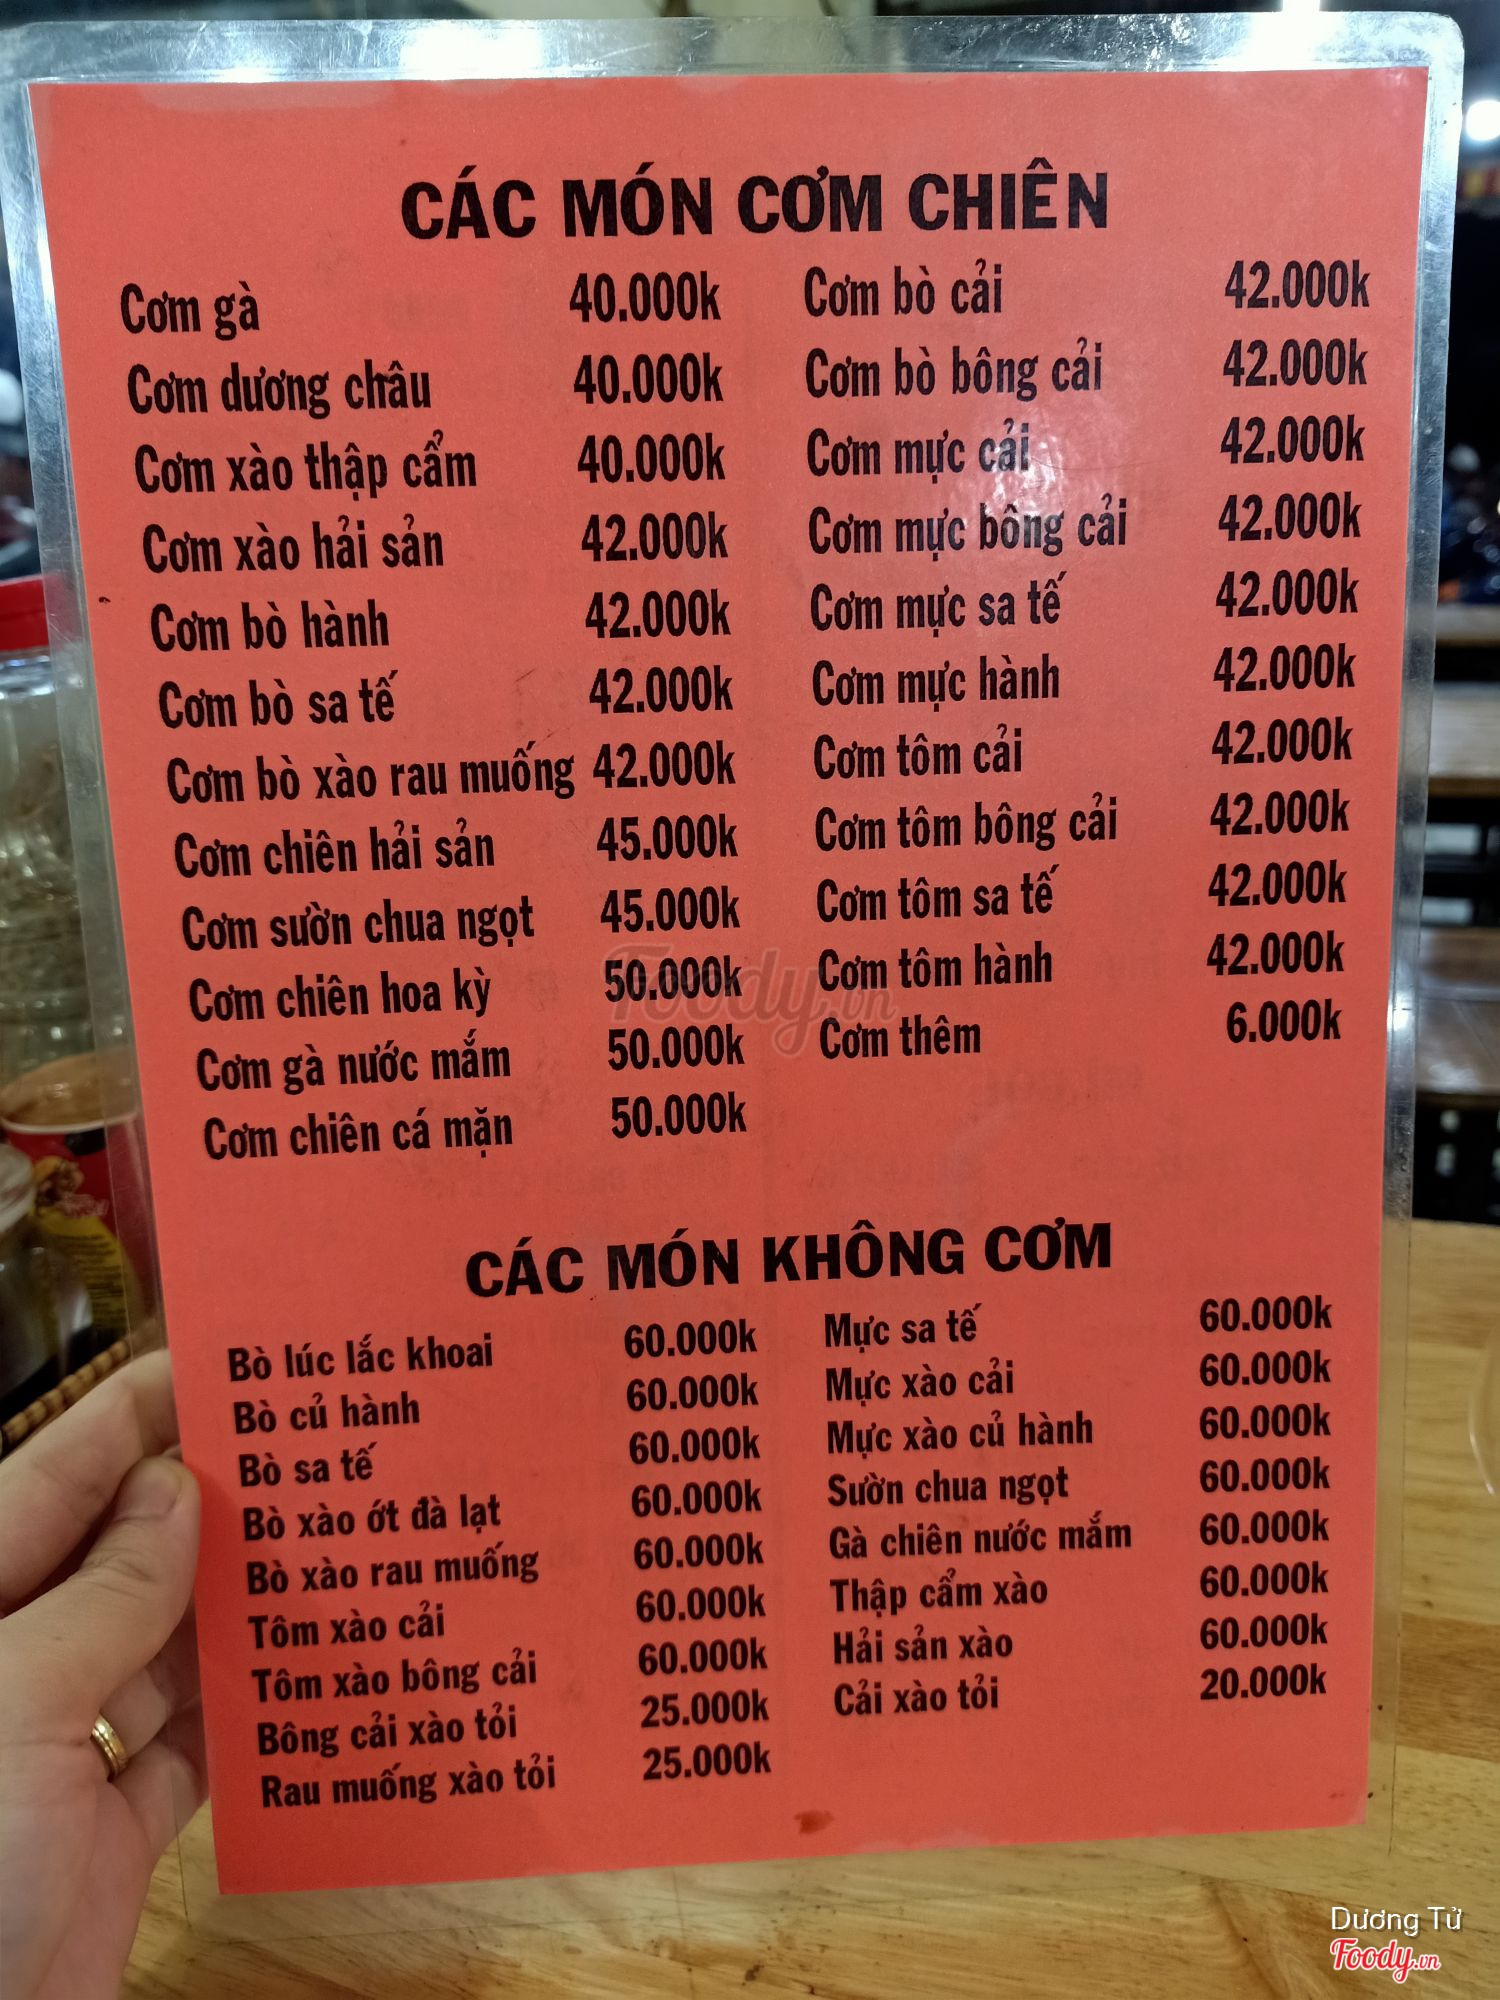 CÁC MÓN CƠM CHIÊN
Cơm gà 40.000k
Cơm dương châu 40.000k
Cơm xào thập cẩm 40.000k
Cơm xào hải sản 42.000k
Cơm bò hành 42.000k
Cơm bò sa tế 42.000k
Cơm bò xào rau muống 42.000k
Cơm chiên hải sản 45.000k
Cơm sườn chua ngọt 45.000k
Cơm chiên hoa kỳ 50.000k
Cơm gà nước mắm 50.000k
Cơm chiên cá mặn 50.000k
Cơm bò cải 42.000k
Cơm bò bông cải 42.000k
Cơm mực cải 42.000k
Cơm mực bông cải 42.000k
Cơm mực sa tế 42.000k
Cơm mực hành 42.000k
Cơm tôm cải 42.000k
Cơm tôm bông cải 42.000k
Cơm tôm sa tế 42.000k
Cơm tôm hành 42.000k
Cơm thêm 6.000k
Foody.vn
CÁC MÓN KHÔNG CƠM
Bò lúc lắc khoai 60.000k
Bò củ hành 60.000k
Bò sa tế 60.000k
Bò xào ớt đà lạt 60.000k
Bò xào rau muống 60.000k
Tôm xào cải 60.000k
Tôm xào bông cải 60.000k
Bông cải xào tỏi 25.000k
Rau muống xào tỏi 25.000k
Mực sa tế 60.000k
Mực xào cải 60.000k
Mực xào củ hành 60.000k
Sườn chua ngọt 60.000k
Gà chiên nước mắm 60.000k
Thập cẩm xào 60.000k
Hải sản xào 60.000k
Cải xào tỏi 20.000k
Dương Tử
Foody.vn